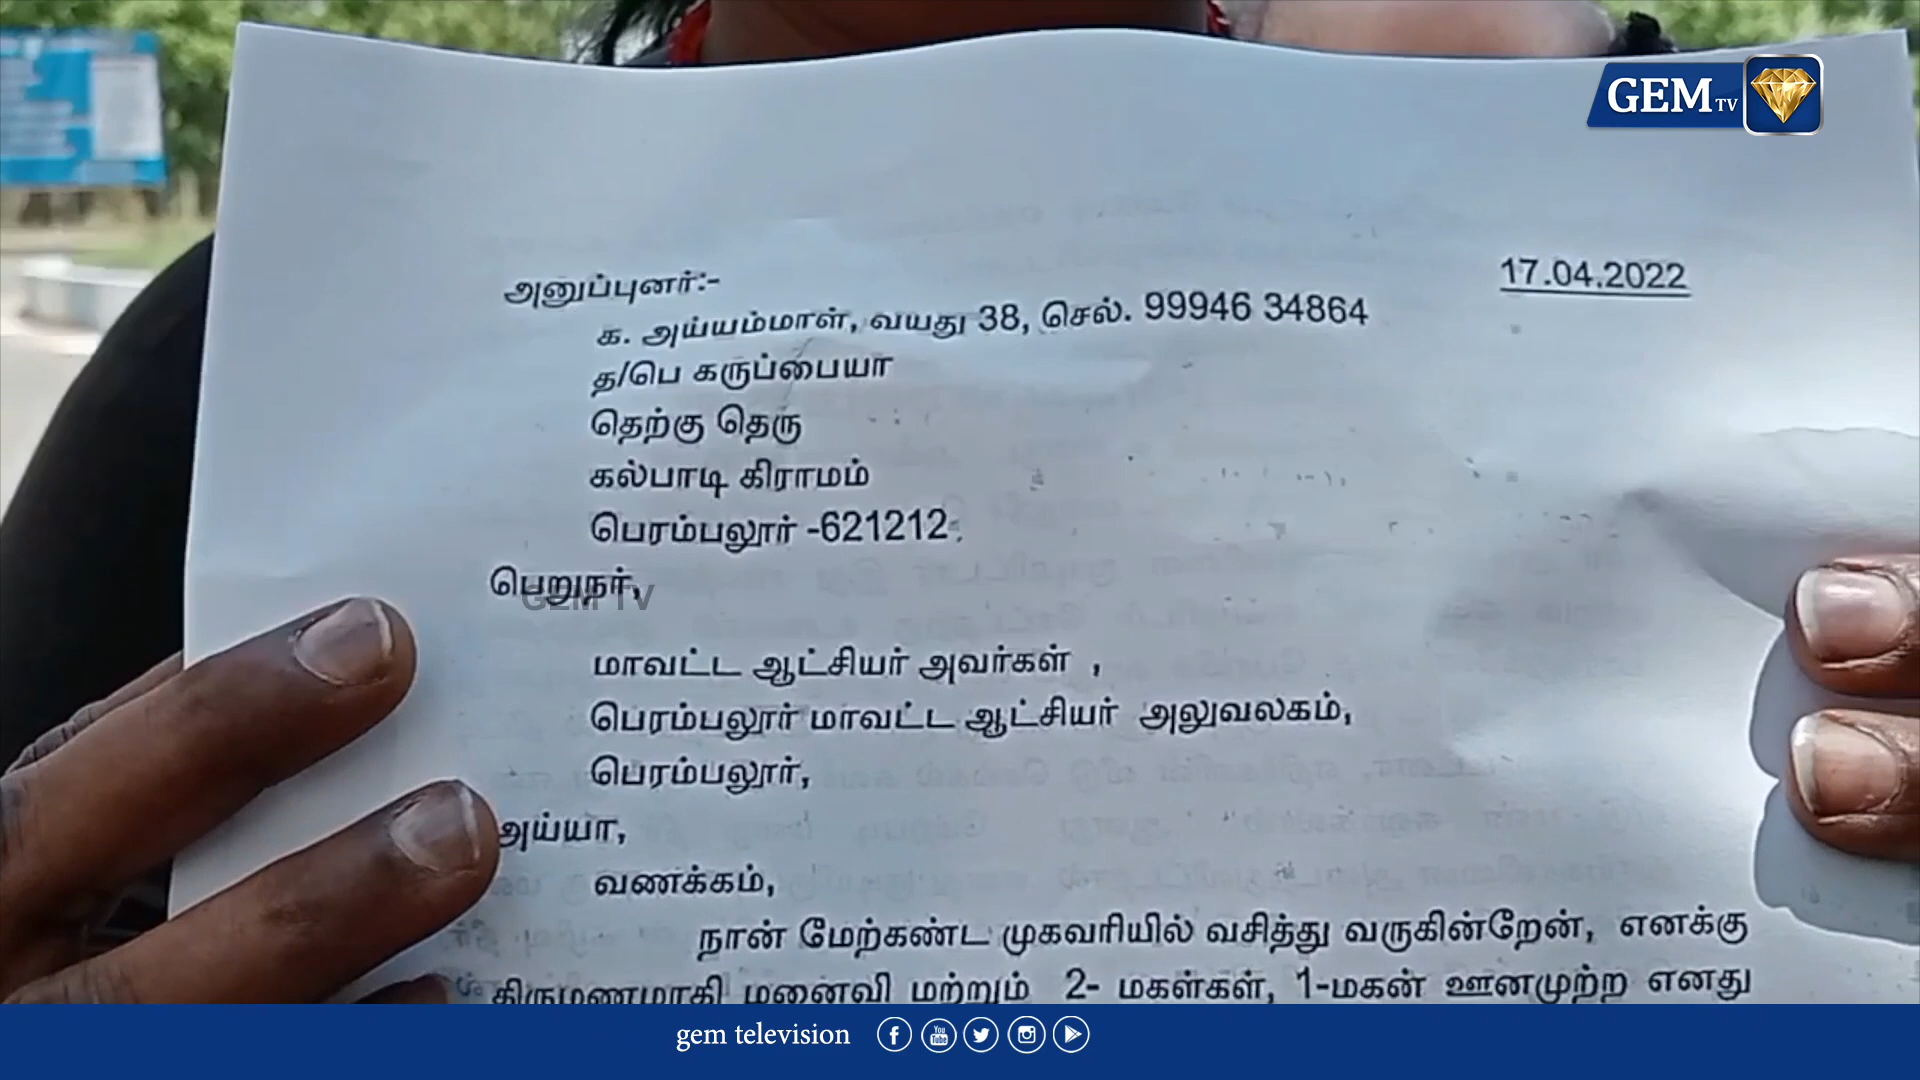 GEM TV
17.04.2022
அனுப்புனர்:-
க. அய்யம்மாள், வயது 38, செல். 99946 34864
த/பெ கருப்பையா
தெற்கு தெரு
கல்பாடி கிராமம்
பெரம்பலூர் -621212.
பெறுநர்,
GEM TV
மாவட்ட ஆட்சியர் அவர்கள் ,
பெரம்பலூர் மாவட்ட ஆட்சியர் அலுவலகம்,
பெரம்பலூர்,
அய்யா,
வணக்கம்,
நான் மேற்கண்ட முகவரியில் வசித்து வருகின்றேன், எனக்கு
திருமணமாகி மனைவி மற்றும் 2- மகள்கள், 1-மகன் ஊனமுற்ற எனது
gem television